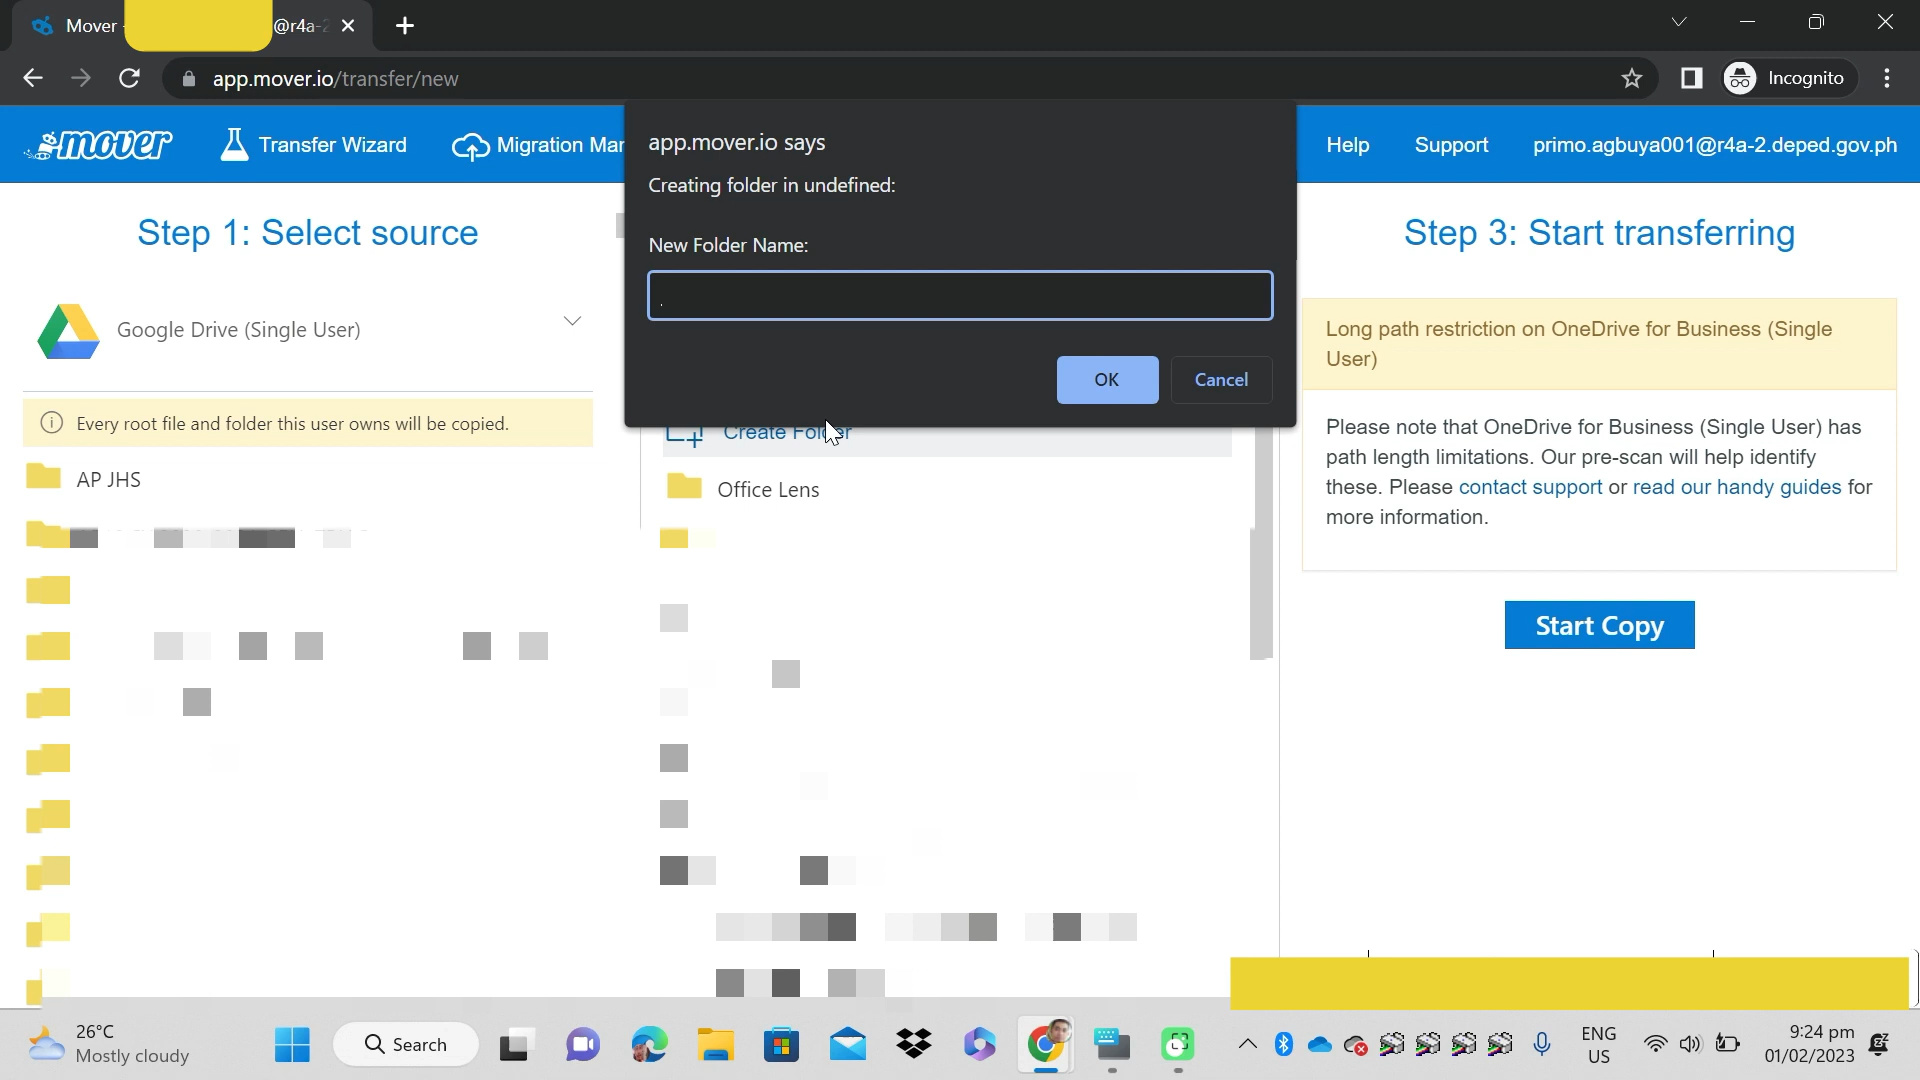 Mover -
@r4a-2
app.mover.io/transfer/new
Incognito
mover
Transfer Wizard
Migration Mar
Help
Support
primo.agbuya001@r4a-2.deped.gov.ph
app.mover.io says
Creating folder in undefined:
New Folder Name:
.
OK
Cancel
Step 1: Select source
Google Drive (Single User)
Every root file and folder this user owns will be copied.
AP JHS
Create Folder
Office Lens
Step 3: Start transferring
Long path restriction on OneDrive for Business (Single
User)
Please note that OneDrive for Business (Single User) has
path length limitations. Our pre-scan will help identify
these. Please contact support or read our handy guides for
more information.
Start Copy
26°C
Mostly cloudy
Search
ENG
US
9:24 pm
01/02/2023